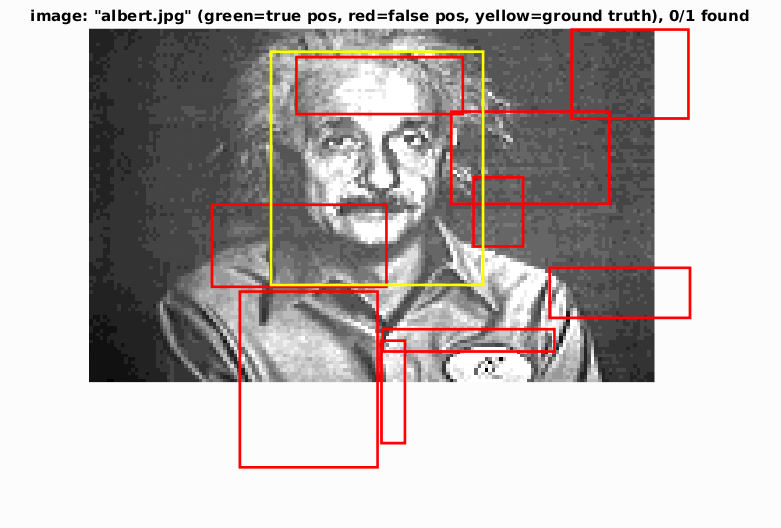 image: "albert.jpg" (green=true pos, red=false pos, yellow=ground truth), 0/1 found